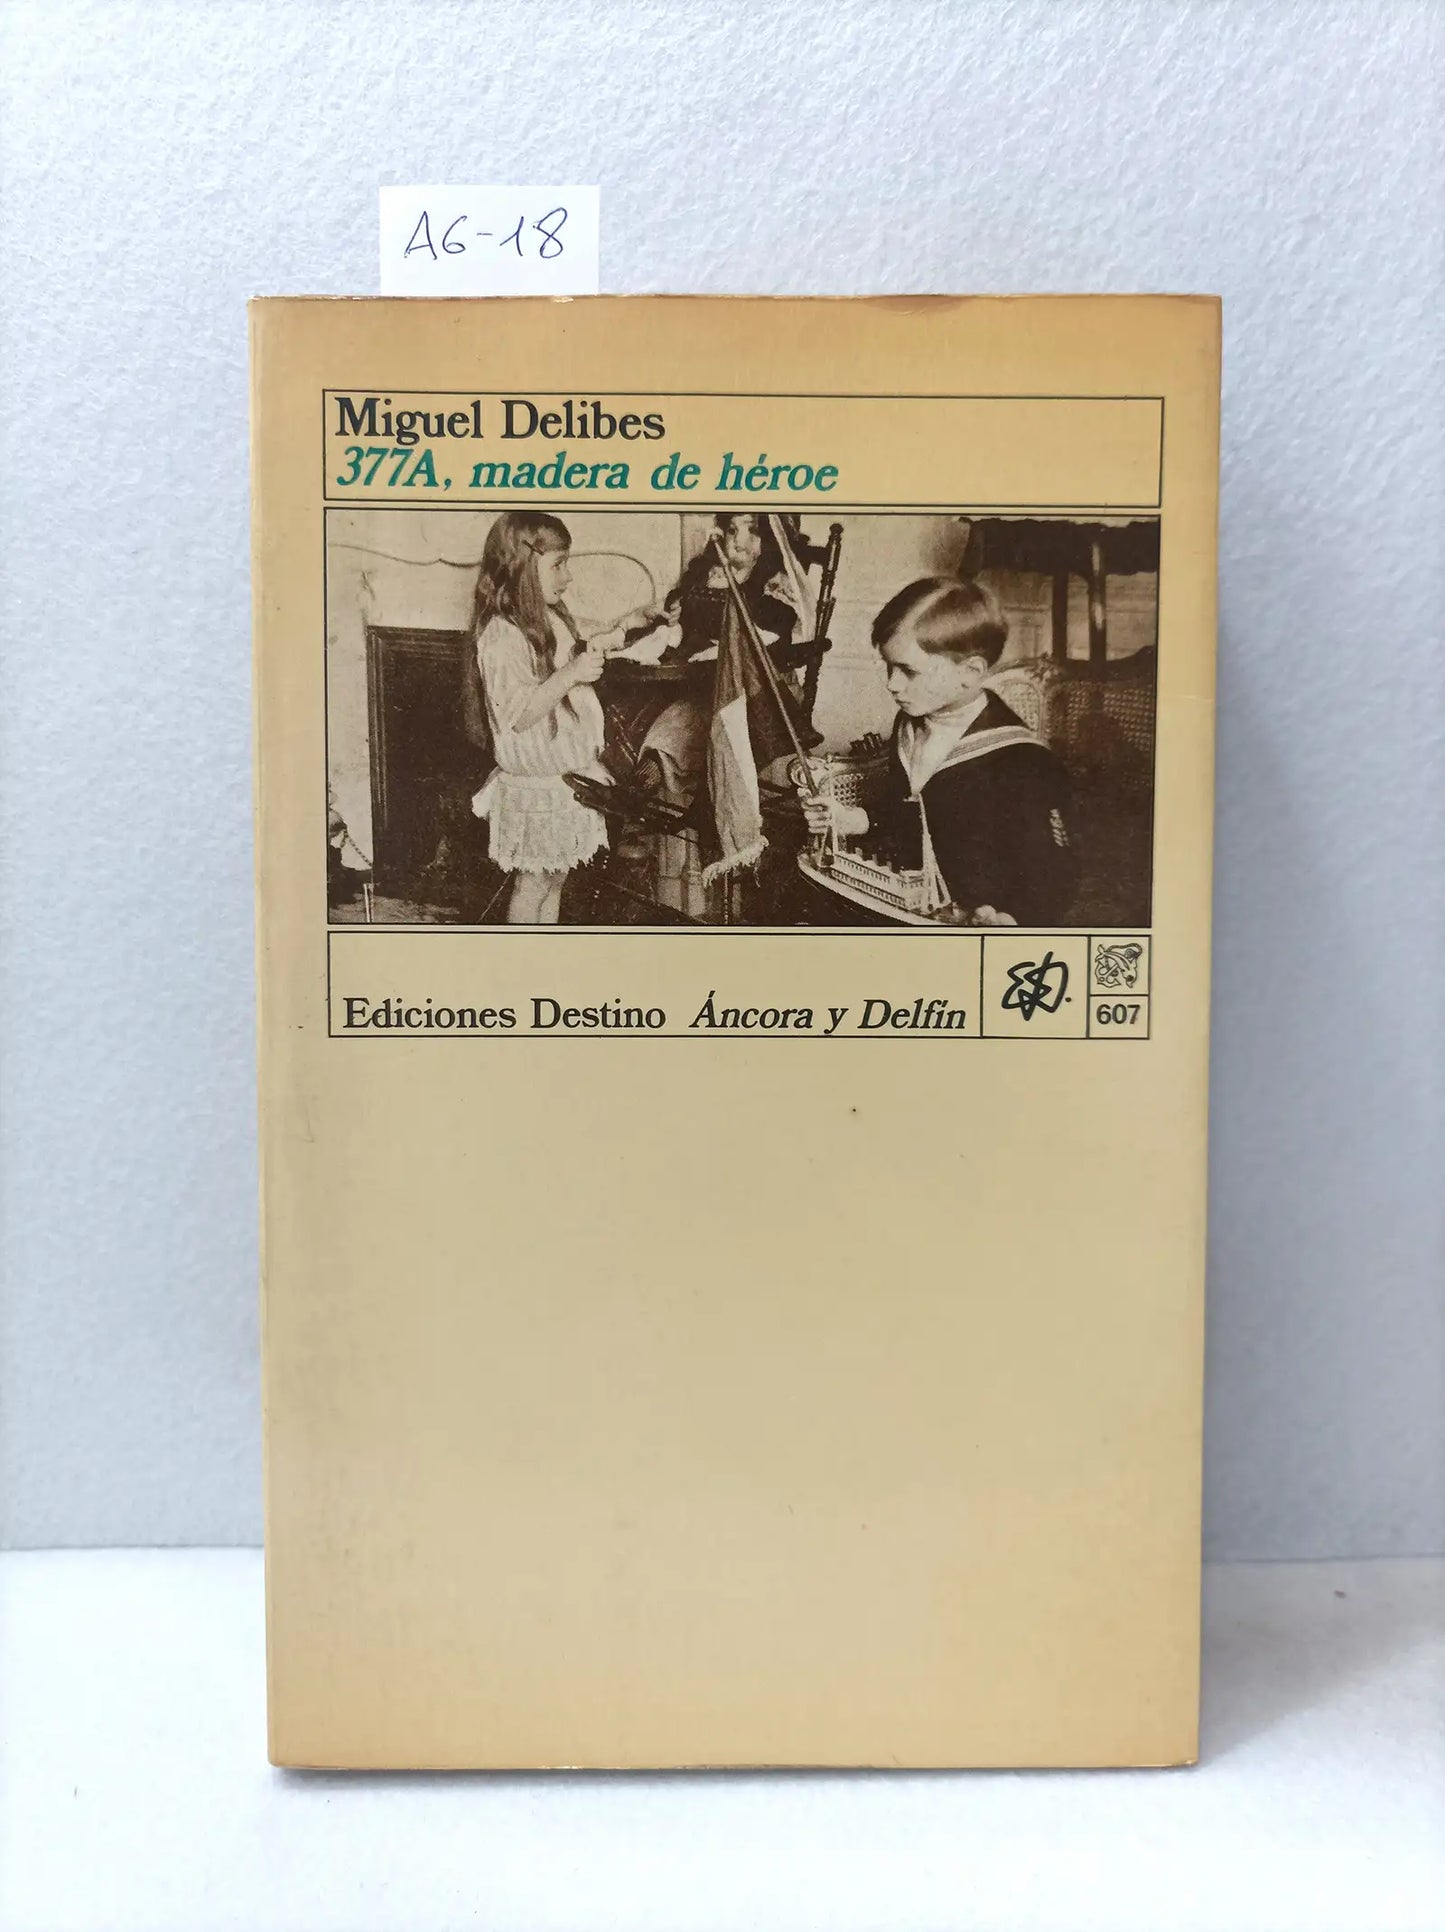 A6-18
Miguel Delibes
377A, madera de héroe
Ediciones Destino Áncora y Delfín
607